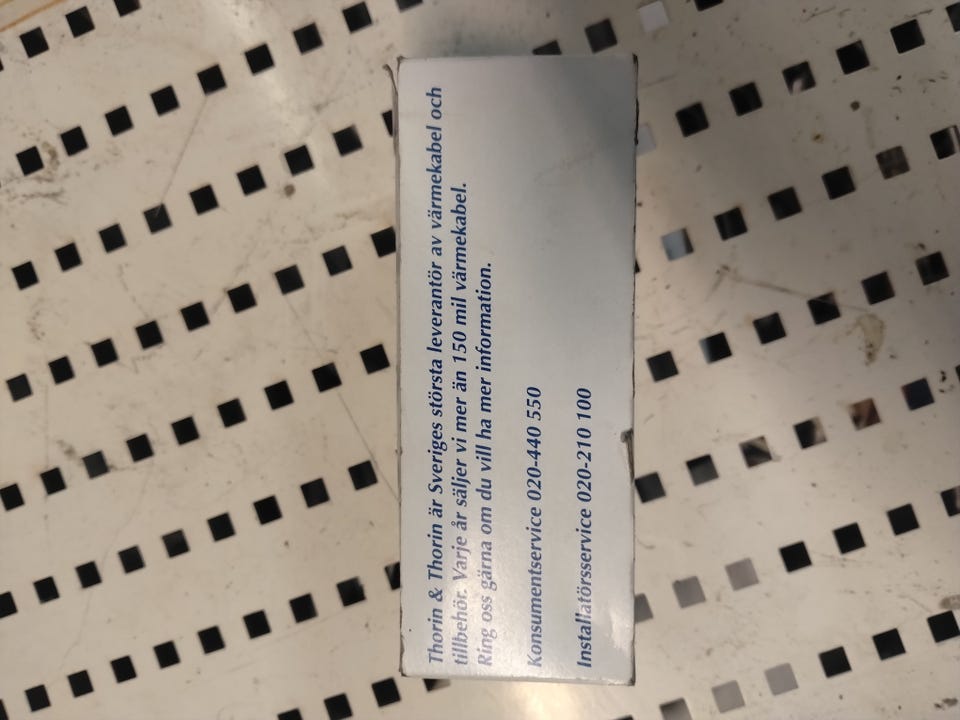 Thorin & Thorin är Sveriges största leverantör av värmekabel och
tillbehör. Varje år säljer vi mer än 150 mil värmekabel.
Ring oss gärna om du vill ha mer information.
Konsumentservice 020-440 550
Installatörsservice 020-210 100